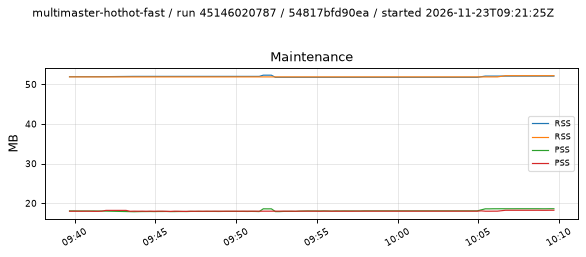 multimaster-hothot-fast / run 45146020787 / 54817bfd90ea / started 2026-11-23T09:21:25Z
Maintenance
MB
50
40
30
20
RSS
RSS
PSS
PSS
09:40
09:45
09:50
09:55
10:00
10:05
10:10